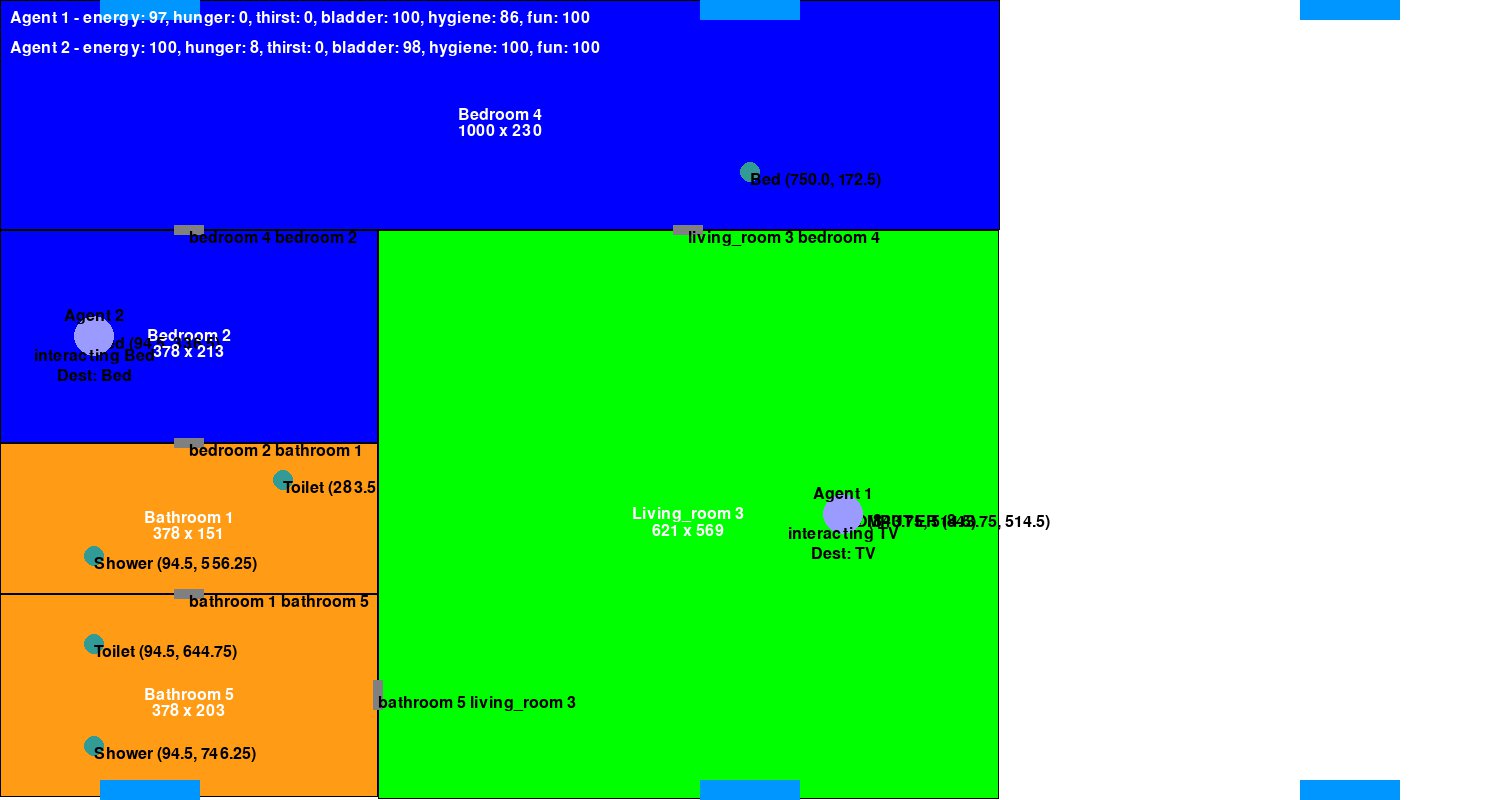 Agent 1 - energy: 97, hunger: 0, thirst: 0, bladder: 100, hygiene: 86, fun: 100
Agent 2 - energy: 100, hunger: 8, thirst: 0, bladder: 98, hygiene: 100, fun: 100
Bedroom 4
1000 x 230
Bed (750.0, 172.5)
bedroom 4 bedroom 2
living_room 3 bedroom 4
Agent 2
Bedroom 2
378 x 213
interacting Bed
Dest: Bed
bedroom 2 bathroom 1
Toilet (283.5
Agent 1
Bathroom 1
378 x 151
Living_room 3
621 x 569
514.5)
interacting TV
Dest: TV
Shower (94.5, 556.25)
bathroom 1 bathroom 5
Toilet (94.5, 644.75)
Bathroom 5
378 x 203
bathroom 5 living_room 3
Shower (94.5, 746.25)